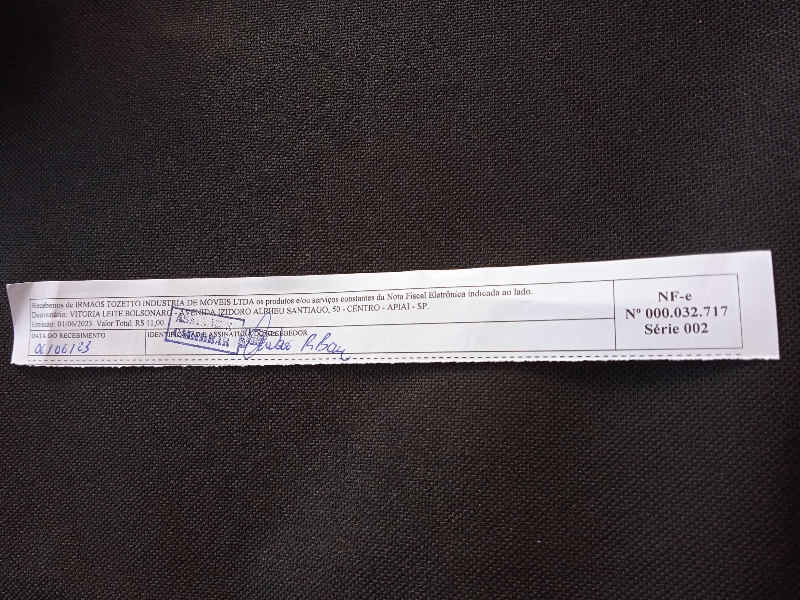 Recebemos de IRMAOS TOZETTO INDUSTRIA DE MOVEIS LTDA os produtos e/ou serviços constantes da Nota Fiscal Eletrônica indicada ao lado.
Destinatário: VITORIA LEITE BOLSONARO - AVENIDA IZIDORO ALPHEU SANTIAGO, 50 - CENTRO - APIAÍ - SP.
Emissão: 01/06/2023 Valor Total: R$ 11,00
DATA DO RECEBIMENTO
06/06/23
IDENTIFICAÇÃO E ASSINATURA DO RECEBEDOR
NF-e
Nº 000.032.717
Série 002